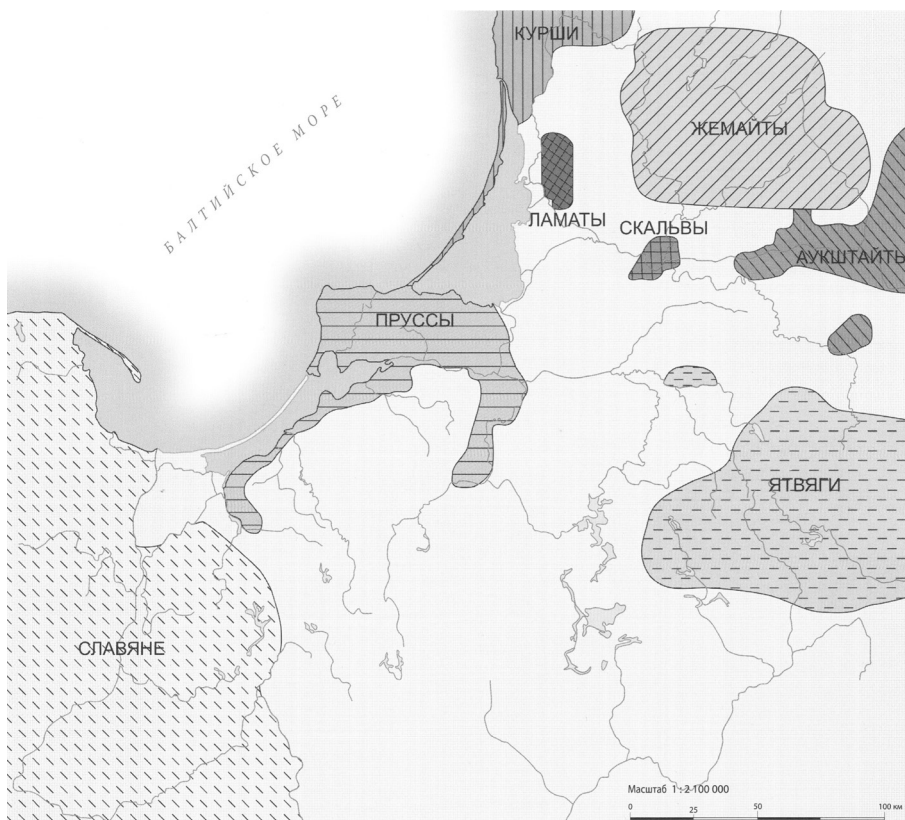 КУРШИ
БАЛТИЙСКОЕ МОРЕ
ЖЕМАЙТЫ
ЛАМАТЫ
СКАЛЬВЫ
АУКШТАЙТЫ
ПРУССЫ
ЯТВЯГИ
СЛАВЯНЕ
Масштаб 1 : 2 100 000
0 25 50 100 км